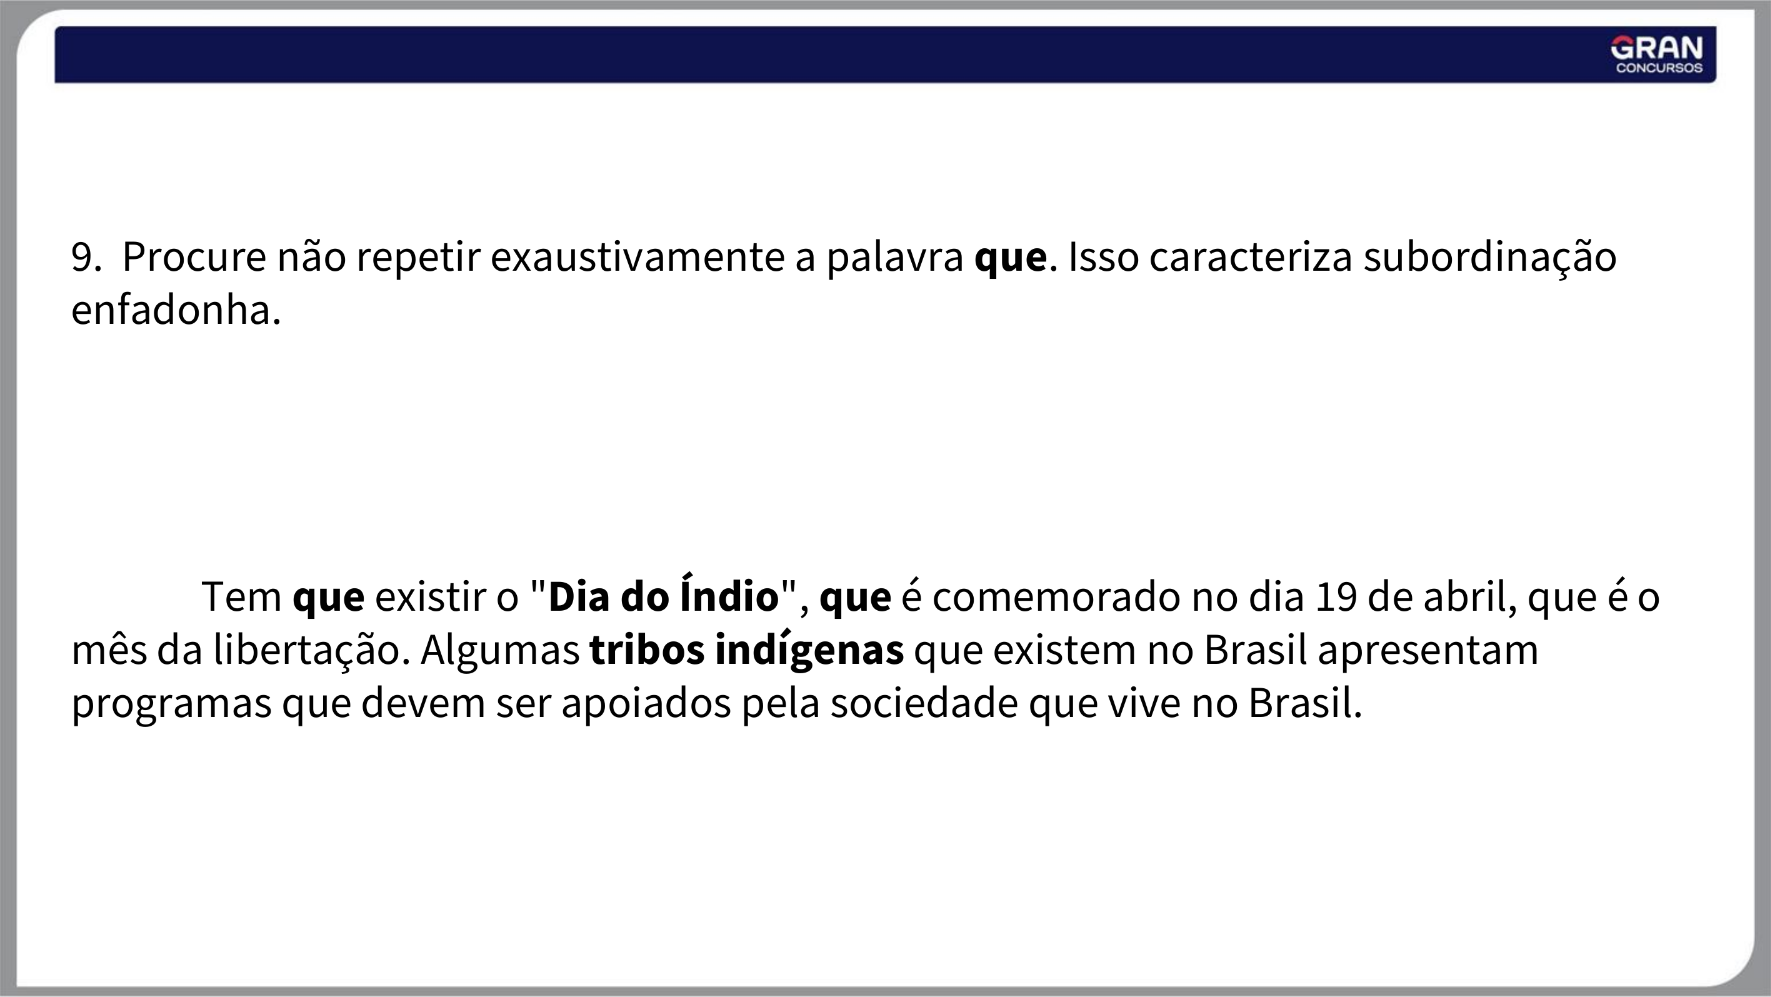 GRAN
CONCURSOS
9. Procure não repetir exaustivamente a palavra que. Isso caracteriza subordinação
enfadonha.
Tem que existir o "Dia do Índio", que é comemorado no dia 19 de abril, que é o
mês da libertação. Algumas tribos indígenas que existem no Brasil apresentam
programas que devem ser apoiados pela sociedade que vive no Brasil.